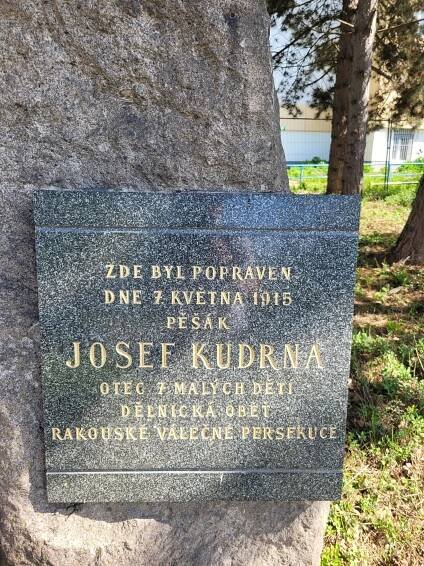 ZDE BYL POPRAVEN
DNE 7 KVĚTNA 1915
PĚŠÁK
JOSEF KUDRNA
OTEC 7 MALÝCH DĚTÍ
DĚLNICKÁ OBĚŤ
RAKOUSKÉ VÁLEČNÉ PERSEKUCE